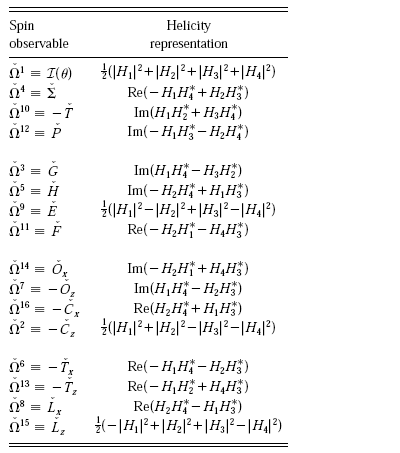 Spin observable Helicity representation
Ω̌¹ ≡ ℐ(θ) ½(|H₁|²+|H₂|²+|H₃|²+|H₄|²)
Ω̌⁴ ≡ Σ̌ Re(−H₁H₄*+H₂H₃*)
Ω̌¹⁰ ≡ −Ť Im(H₁H₂*+H₃H₄*)
Ω̌¹² ≡ P̌ Im(−H₁H₃*−H₂H₄*)
Ω̌³ ≡ Ǧ Im(H₁H₄*−H₃H₂*)
Ω̌⁵ ≡ Ȟ Im(−H₂H₄*+H₁H₃*)
Ω̌⁹ ≡ Ě ½(|H₁|²−|H₂|²+|H₃|²−|H₄|²)
Ω̌¹¹ ≡ F̌ Re(−H₂H₁*−H₄H₃*)
Ω̌¹⁴ ≡ Ǒₓ Im(−H₂H₁*+H₄H₃*)
Ω̌⁷ ≡ −Ǒ_z Im(H₁H₄*−H₂H₃*)
Ω̌¹⁶ ≡ −Čₓ Re(H₂H₄*+H₁H₃*)
Ω̌² ≡ −Č_z ½(|H₁|²+|H₂|²−|H₃|²−|H₄|²)
Ω̌⁶ ≡ −Ťₓ Re(−H₁H₄*−H₂H₃*)
Ω̌¹³ ≡ −Ť_z Re(−H₁H₂*+H₄H₃*)
Ω̌⁸ ≡ Ľₓ Re(H₂H₄*−H₁H₃*)
Ω̌¹⁵ ≡ Ľ_z ½(−|H₁|²+|H₂|²+|H₃|²−|H₄|²)